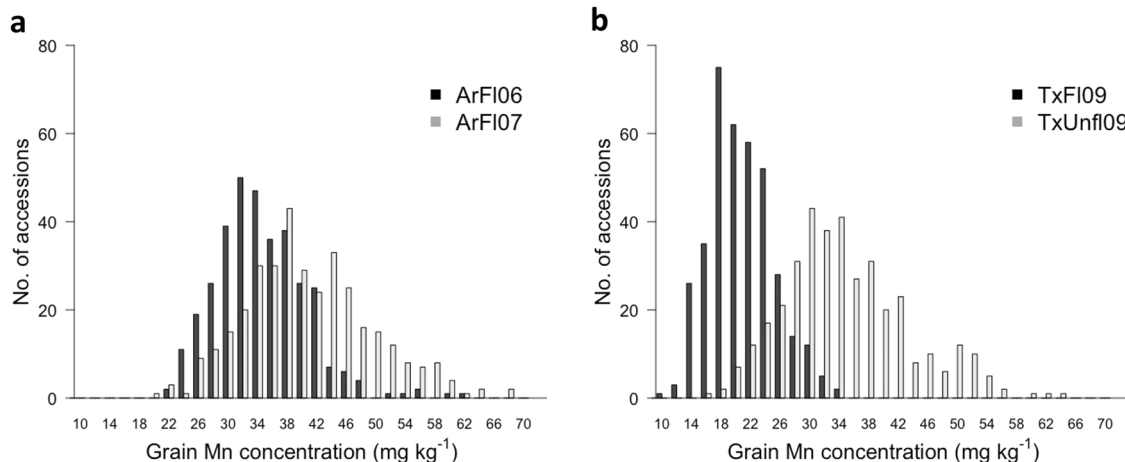 a
80
60
40
20
0
No. of accessions
ArFl06
ArFl07
10 14 18 22 26 30 34 38 42 46 50 54 58 62 66 70
Grain Mn concentration (mg kg⁻¹)
b
80
60
40
20
0
No. of accessions
TxFl09
TxUnfl09
10 14 18 22 26 30 34 38 42 46 50 54 58 62 66 70
Grain Mn concentration (mg kg⁻¹)